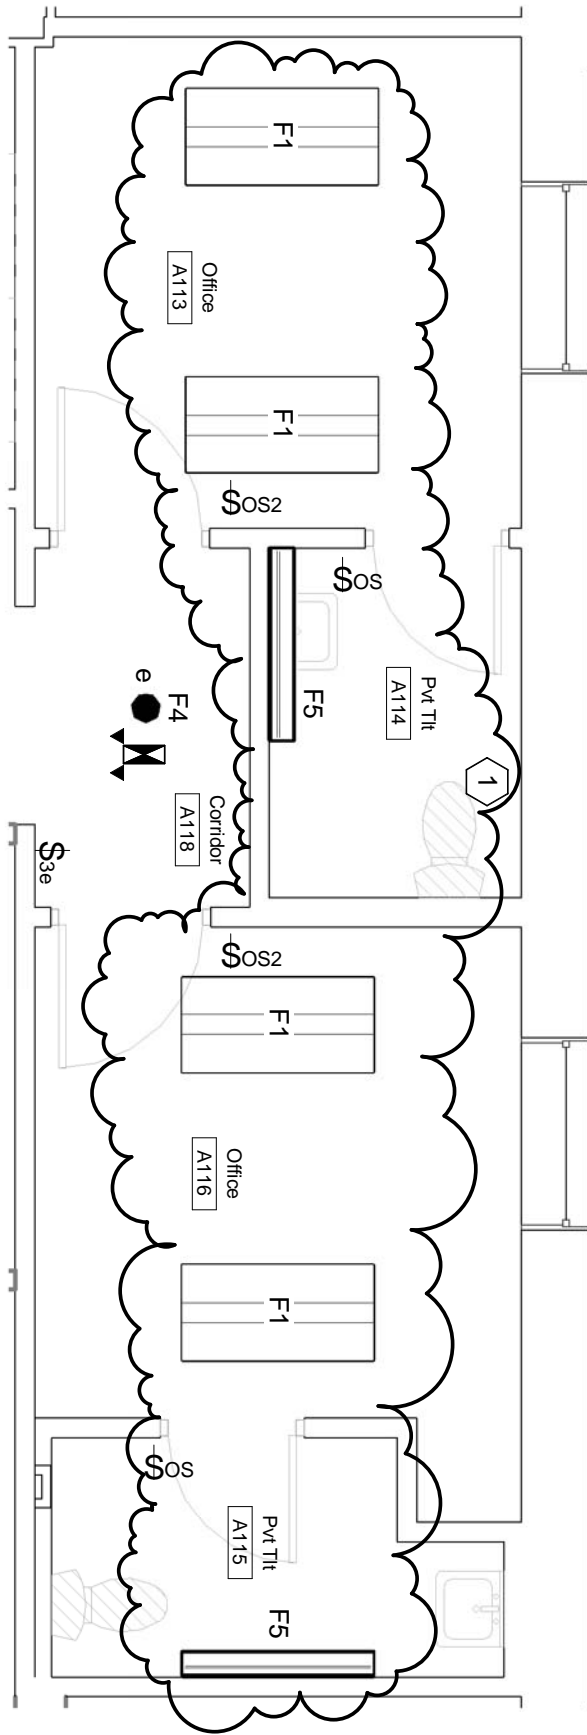 F1
Office
A113
F1
$OS2
$OS
Pvt Tlt
A114
F5
e
F4
1
Corridor
A118
$3e
$OS2
F1
Office
A116
F1
$OS
Pvt Tlt
A115
F5